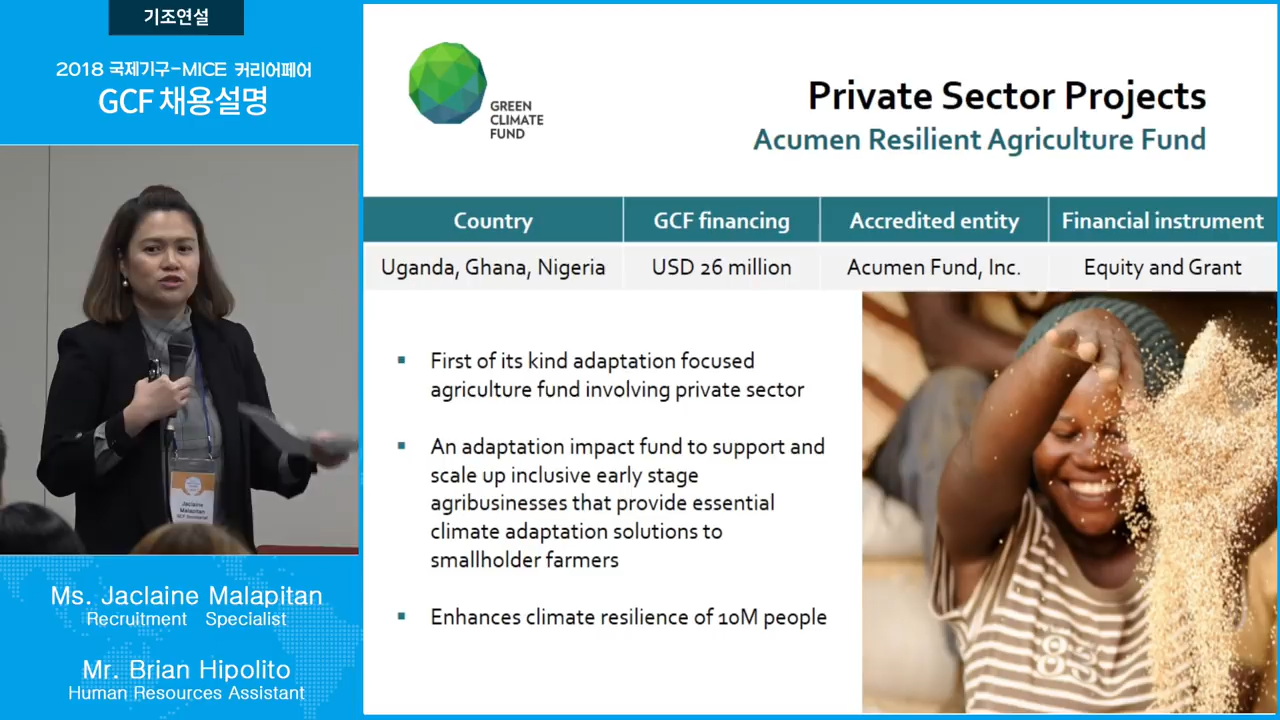 기조연설
2018 국제기구-MICE 커리어페어
GCF 채용설명
Jaclaine
Malapitan
GCF Secretariat
Ms. Jaclaine Malapitan
Recruitment Specialist
Mr. Brian Hipolito
Human Resources Assistant
GREEN
CLIMATE
FUND
Private Sector Projects
Acumen Resilient Agriculture Fund
Country GCF financing Accredited entity Financial instrument
Uganda, Ghana, Nigeria USD 26 million Acumen Fund, Inc. Equity and Grant
▪ First of its kind adaptation focused
agriculture fund involving private sector
▪ An adaptation impact fund to support and
scale up inclusive early stage
agribusinesses that provide essential
climate adaptation solutions to
smallholder farmers
▪ Enhances climate resilience of 10M people
83